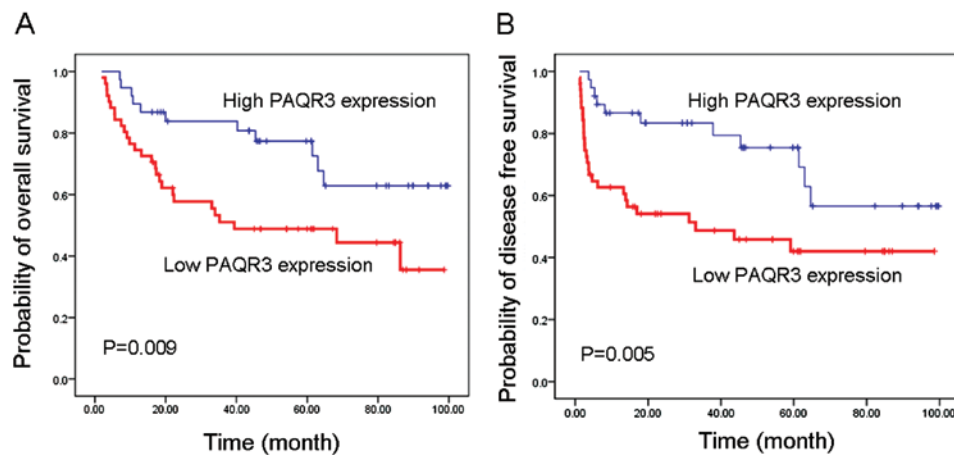 A
Probability of overall survival
1.0
0.8
0.6
0.4
0.2
0.0
High PAQR3 expression
Low PAQR3 expression
P=0.009
0.00 20.00 40.00 60.00 80.00 100.00
Time (month)
B
Probability of disease free survival
1.0
0.8
0.6
0.4
0.2
0.0
High PAQR3 expression
Low PAQR3 expression
P=0.005
0.00 20.00 40.00 60.00 80.00 100.00
Time (month)